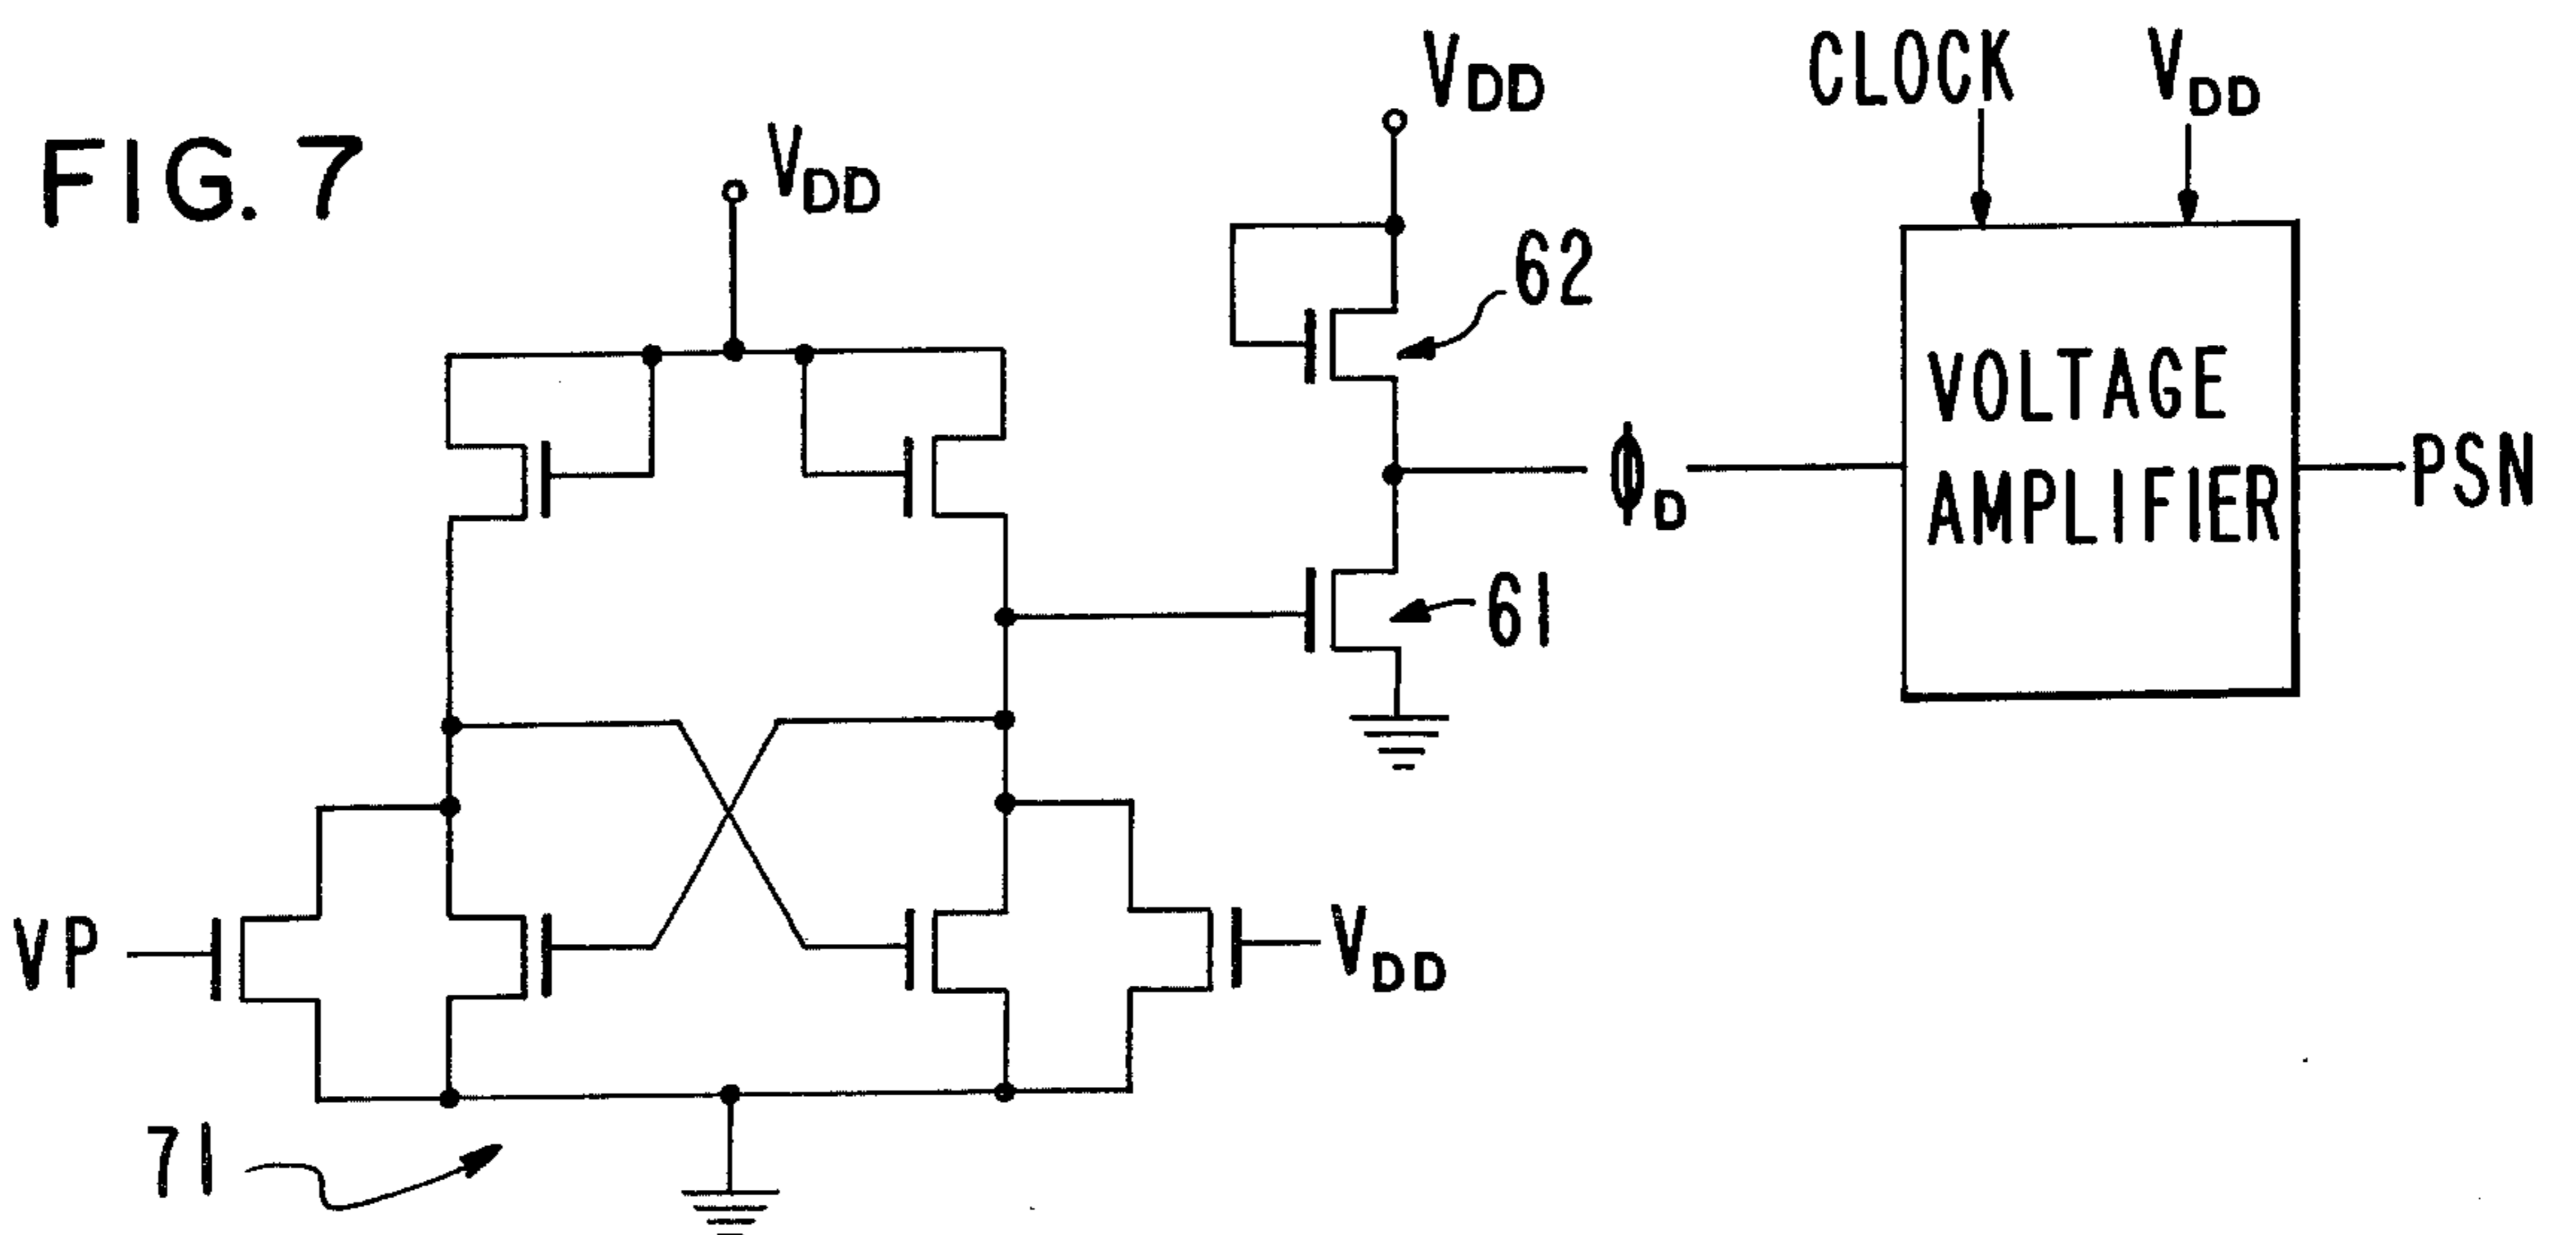 FIG. 7
VDD
VDD
CLOCK
VDD
62
VOLTAGE
AMPLIFIER
ΦD
PSN
61
VP
VDD
71